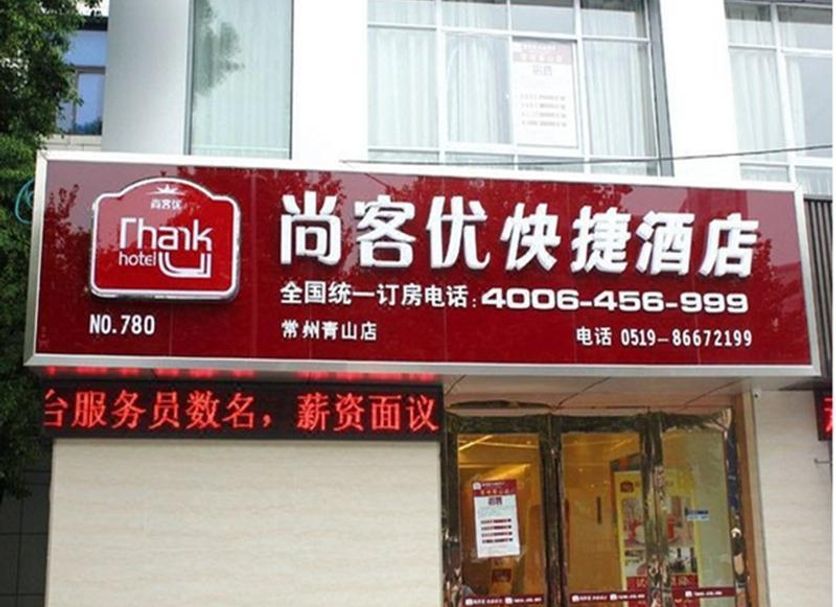 尚客优
Thank U
hotel
NO.780
尚客优快捷酒店
全国统一订房电话:4006-456-999
常州青山店
电话 0519-86672199
台服务员数名，薪资面议